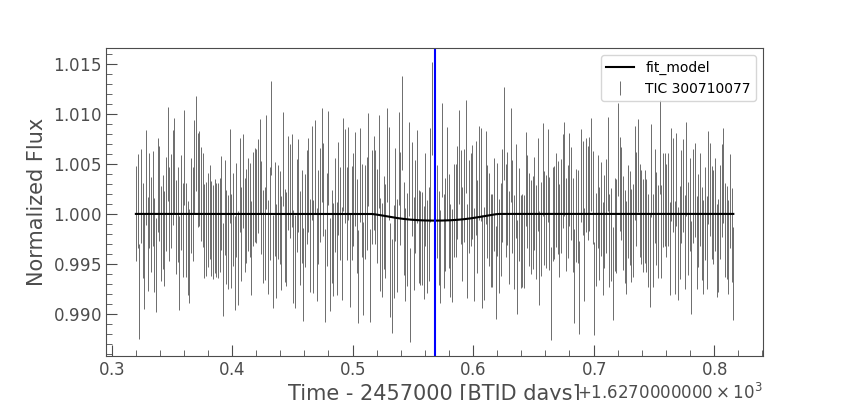 1.015
1.010
1.005
1.000
0.995
0.990
Normalized Flux
fit_model
TIC 300710077
0.3 0.4 0.5 0.6 0.7 0.8
Time - 2457000 [BTJD days]
+1.6270000000 × 10³